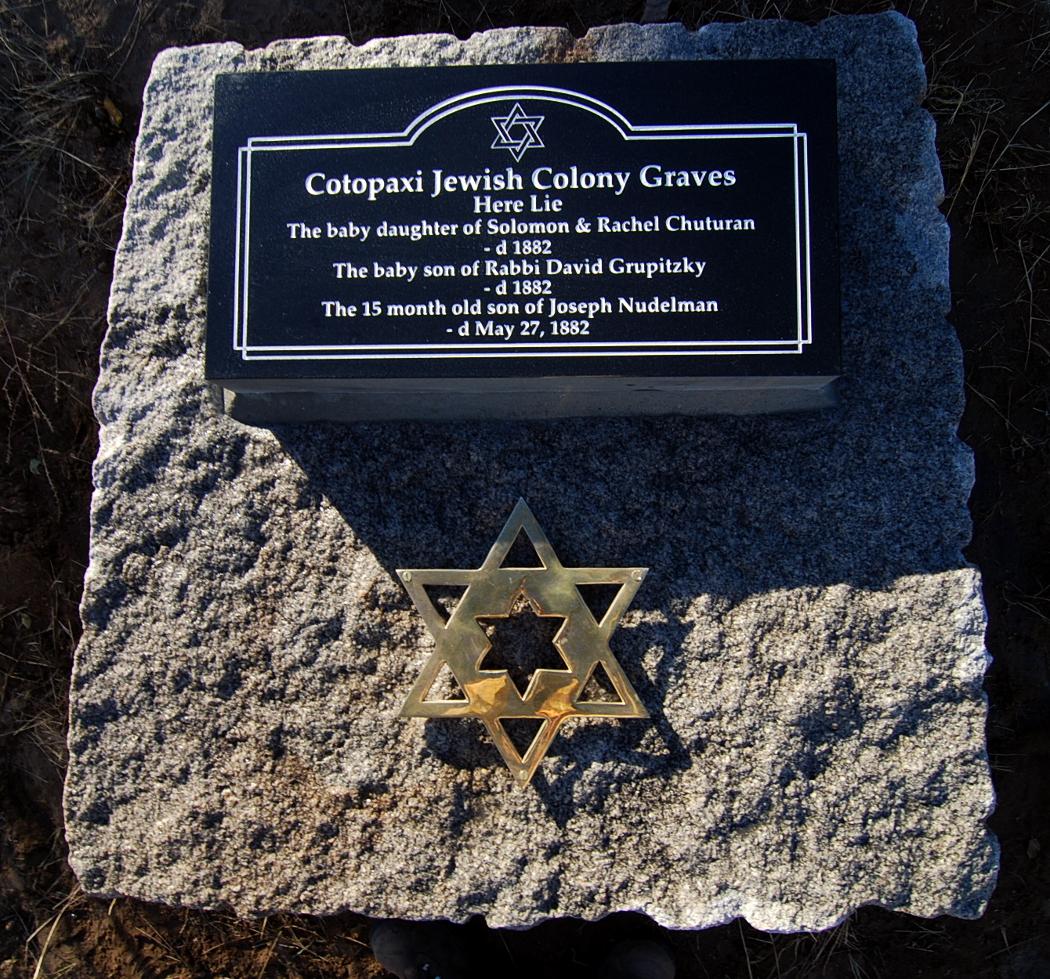 Cotopaxi Jewish Colony Graves
Here Lie
The baby daughter of Solomon & Rachel Chuturan
- d 1882
The baby son of Rabbi David Grupitzky
- d 1882
The 15 month old son of Joseph Nudelman
- d May 27, 1882